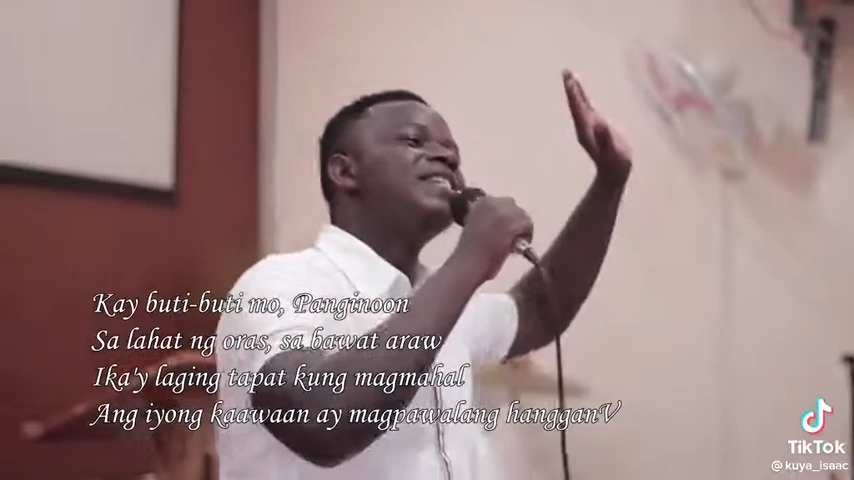 Kay buti-buti mo, Panginoon
Sa lahat ng oras, sa bawat araw
Ika'y laging tapat kung magmahal
Ang iyong kaawaan ay magpawalang hangganV
TikTok
@kuya_isaac